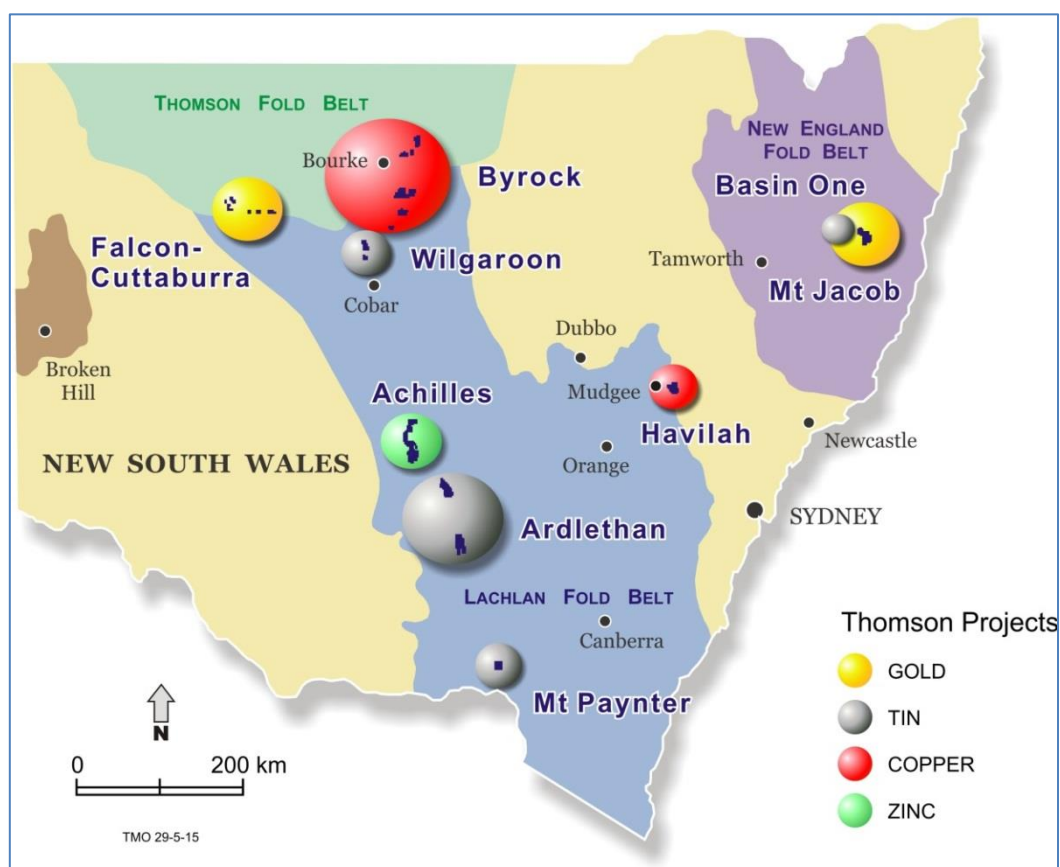 THOMSON FOLD BELT
Bourke
Byrock
NEW ENGLAND
FOLD BELT
Basin One
Falcon-
Cuttaburra
Wilgaroon
Tamworth
Mt Jacob
Cobar
Broken
Hill
Dubbo
Achilles
Mudgee
Havilah
Newcastle
NEW SOUTH WALES
Orange
SYDNEY
Ardlethan
LACHLAN FOLD BELT
Canberra
Mt Paynter
Thomson Projects
GOLD
TIN
COPPER
ZINC
N
0 200 km
TMO 29-5-15